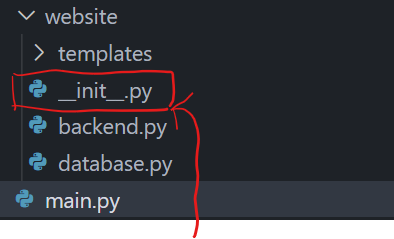 website
templates
__init__.py
backend.py
database.py
main.py